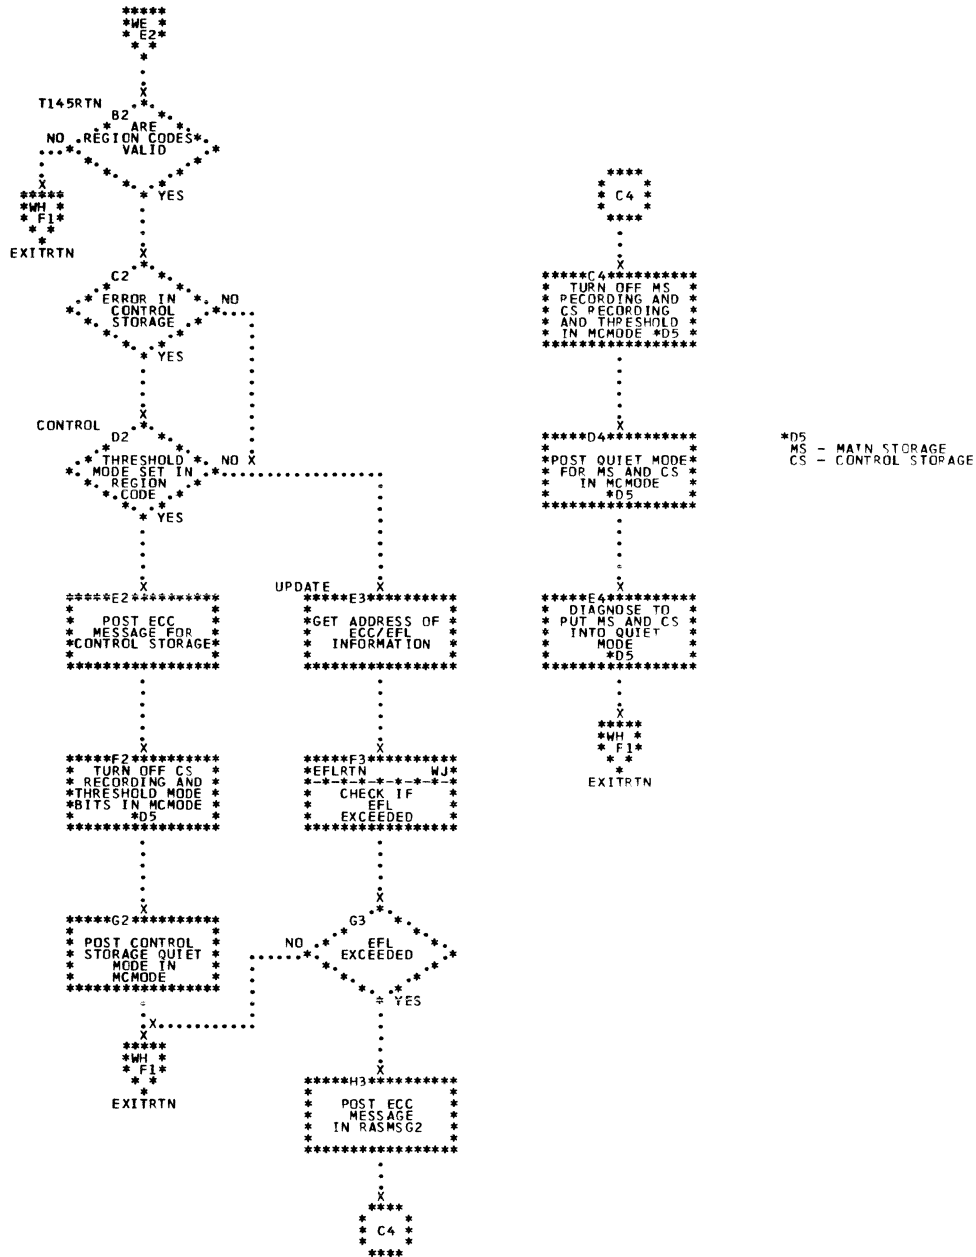 WE
E2
T145RTN
B2
ARE
REGION CODES
VALID
NO
YES
WH
F1
EXITRTN
C2
ERROR IN
CONTROL
STORAGE
NO
YES
CONTROL
D2
THRESHOLD
MODE SET IN
REGION
CODE
NO
YES
E2
POST ECC
MESSAGE FOR
CONTROL STORAGE
F2
TURN OFF CS
RECORDING AND
THRESHOLD MODE
BITS IN MCMODE
*D5
G2
POST CONTROL
STORAGE QUIET
MODE IN
MCMODE
WH
F1
EXITRTN
UPDATE
E3
GET ADDRESS OF
ECC/EFL
INFORMATION
F3
EFLRTN WJ
CHECK IF
EFL
EXCEEDED
G3
EFL
EXCEEDED
NO
YES
H3
POST ECC
MESSAGE
IN RASMSG2
C4
C4
C4
TURN OFF MS
RECORDING AND
CS RECORDING
AND THRESHOLD
IN MCMODE *D5
D4
POST QUIET MODE
FOR MS AND CS
IN MCMODE
*D5
E4
DIAGNOSE TO
PUT MS AND CS
INTO QUIET
MODE
*D5
WH
F1
EXITRTN
*D5
MS - MAIN STORAGE
CS - CONTROL STORAGE